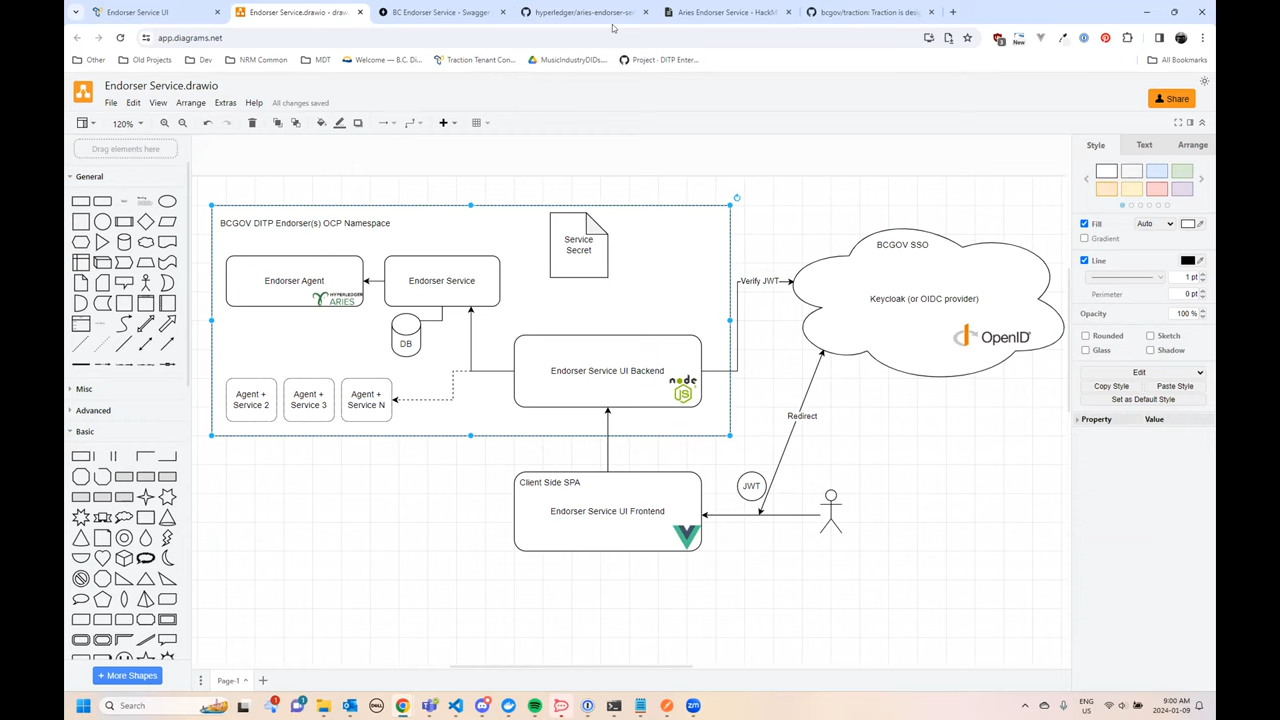 Endorser Service UI
Endorser Service.drawio - draw
BC Endorser Service - Swagger
hyperledger/aries-endorser-se
Aries Endorser Service - HackM
bcgov/traction: Traction is desig
app.diagrams.net
New
Other
Old Projects
Dev
NRM Common
MDT
Welcome — B.C. Di...
Traction Tenant Con...
MusicIndustryDIDs....
Project · DITP Enter...
All Bookmarks
Endorser Service.drawio
File Edit View Arrange Extras Help All changes saved
Share
120%
Drag elements here
General
Misc
Advanced
Basic
+ More Shapes
BCGOV DITP Endorser(s) OCP Namespace
Service
Secret
Endorser Agent
HYPERLEDGER
ARIES
Endorser Service
DB
Agent +
Service 2
Agent +
Service 3
Agent +
Service N
Endorser Service UI Backend
node
JS
Verify JWT
BCGOV SSO
Keycloak (or OIDC provider)
OpenID
Redirect
JWT
Client Side SPA
Endorser Service UI Frontend
Style Text Arrange
Fill Auto
Gradient
Line
1 pt
Perimeter 0 pt
Opacity 100 %
Rounded Sketch
Glass Shadow
Edit
Copy Style Paste Style
Set as Default Style
Property Value
Page-1
Search
ENG
US
9:00 AM
2024-01-09